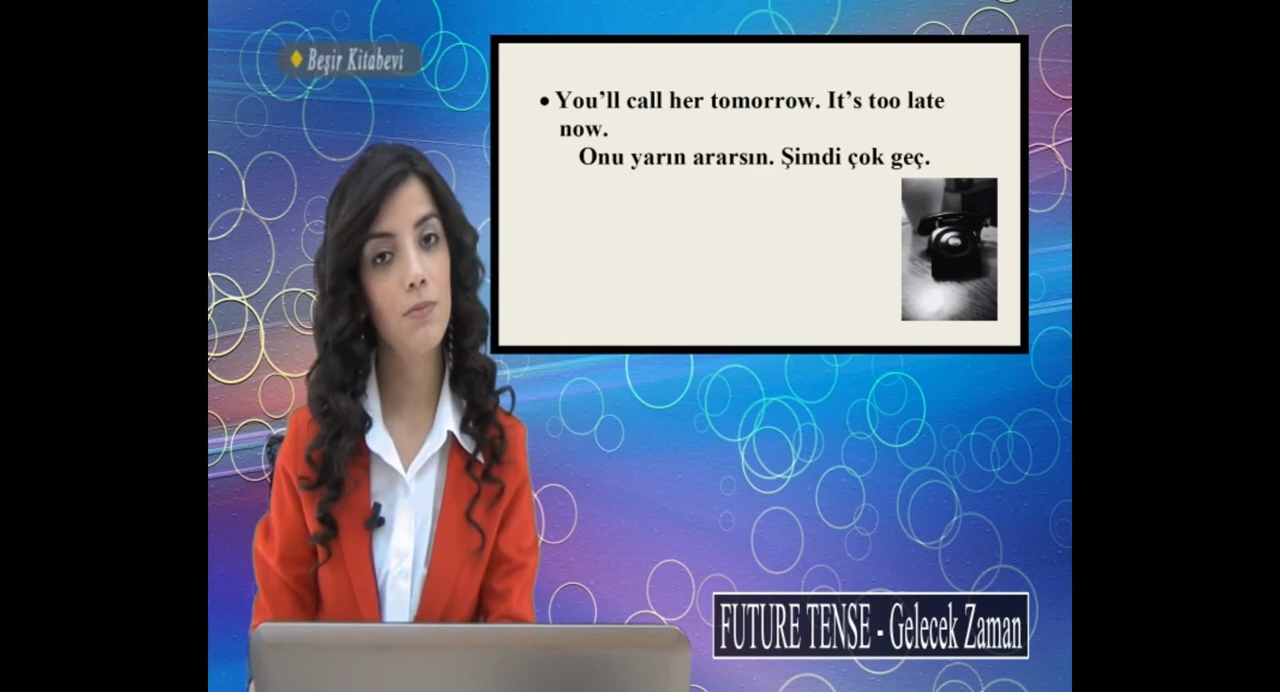 Beşir Kitabevi
• You’ll call her tomorrow. It’s too late
now.
Onu yarın ararsın. Şimdi çok geç.
FUTURE TENSE - Gelecek Zaman